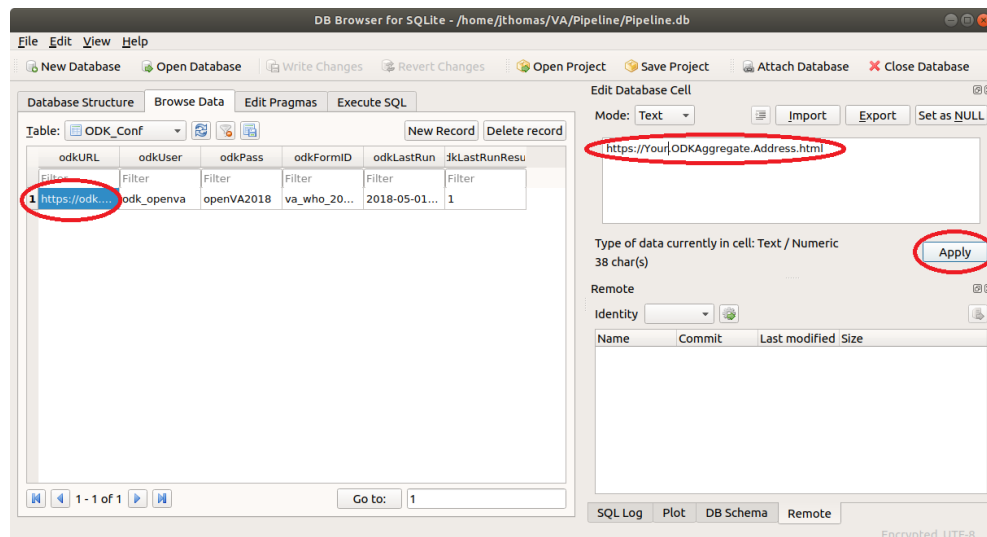 DB Browser for SQLite - /home/jthomas/VA/Pipeline/Pipeline.db
File Edit View Help
New Database Open Database Write Changes Revert Changes Open Project Save Project Attach Database Close Database
Database Structure Browse Data Edit Pragmas Execute SQL
Table: ODK_Conf New Record Delete record
odkURL odkUser odkPass odkFormID odkLastRun dkLastRunResu
Filter Filter Filter Filter Filter Filter
1 https://odk.... odk_openva openVA2018 va_who_20... 2018-05-01... 1
1 - 1 of 1 Go to: 1
Edit Database Cell
Mode: Text Import Export Set as NULL
https://Your.ODKAggregate.Address.html
Type of data currently in cell: Text / Numeric
38 char(s)
Apply
Remote
Identity
Name Commit Last modified Size
SQL Log Plot DB Schema Remote
Encrypted UTF-8